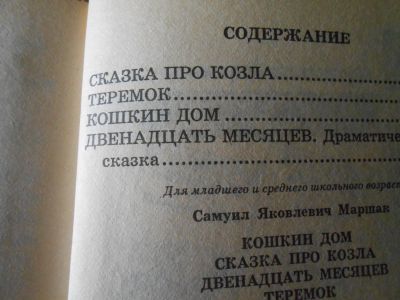 СОДЕРЖАНИЕ
СКАЗКА ПРО КОЗЛА
ТЕРЕМОК
КОШКИН ДОМ
ДВЕНАДЦАТЬ МЕСЯЦЕВ. Драматиче
сказка
Для младшего и среднего школьного возрас
Самуил Яковлевич Маршак
КОШКИН ДОМ
СКАЗКА ПРО КОЗЛА
ДВЕНАДЦАТЬ МЕСЯЦЕВ
ТЕРЕМОК